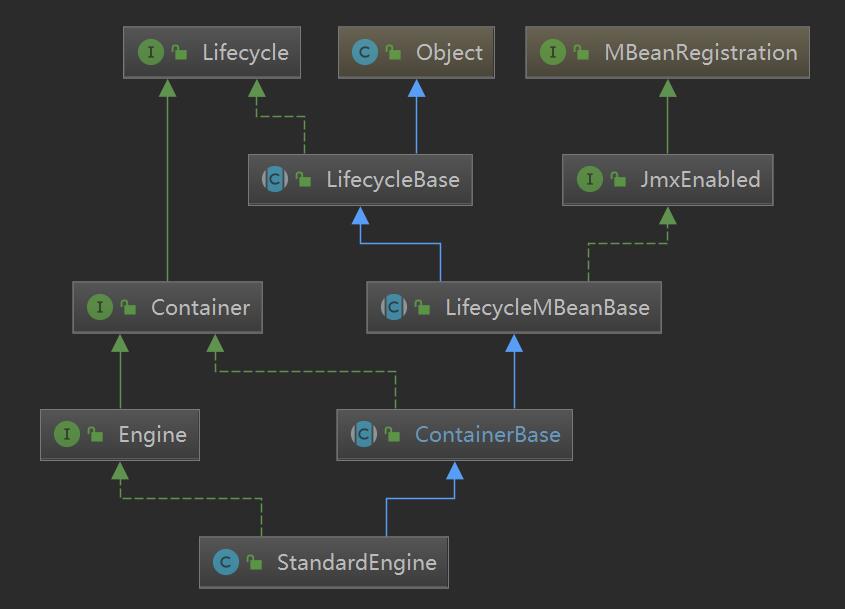 I Lifecycle
C Object
I MBeanRegistration
C LifecycleBase
I JmxEnabled
I Container
C LifecycleMBeanBase
I Engine
C ContainerBase
C StandardEngine